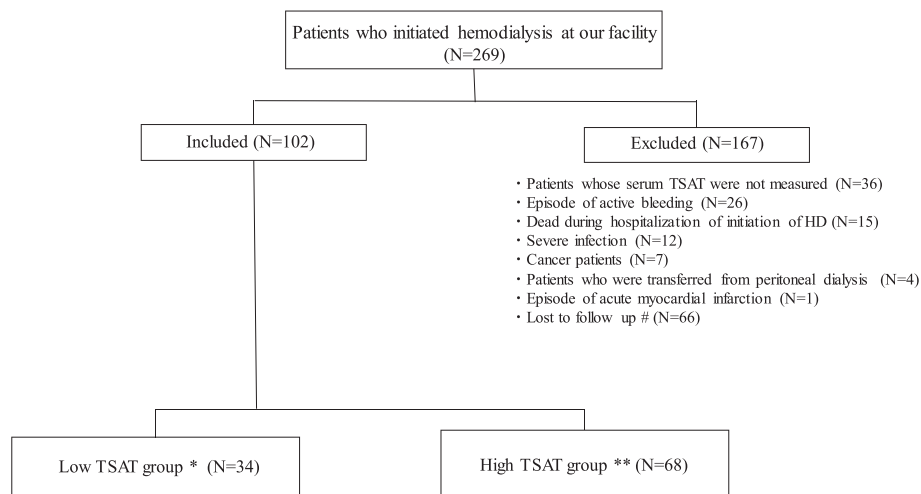 Patients who initiated hemodialysis at our facility
(N=269)
Included (N=102)
Excluded (N=167)
・Patients whose serum TSAT were not measured (N=36)
・Episode of active bleeding (N=26)
・Dead during hospitalization of initiation of HD (N=15)
・Severe infection (N=12)
・Cancer patients (N=7)
・Patients who were transferred from peritoneal dialysis (N=4)
・Episode of acute myocardial infarction (N=1)
・Lost to follow up # (N=66)
Low TSAT group * (N=34)
High TSAT group ** (N=68)